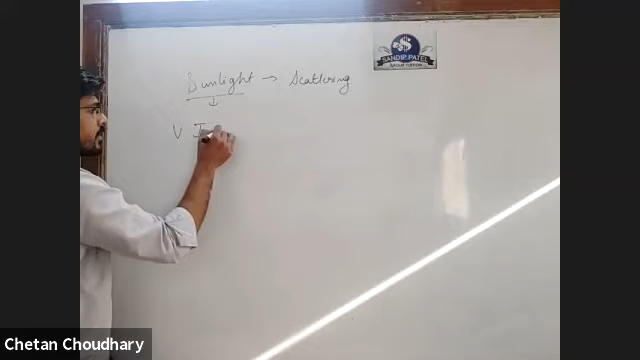 SANDIP PATEL
Sunlight → Scattering
↓
V I
Chetan Choudhary